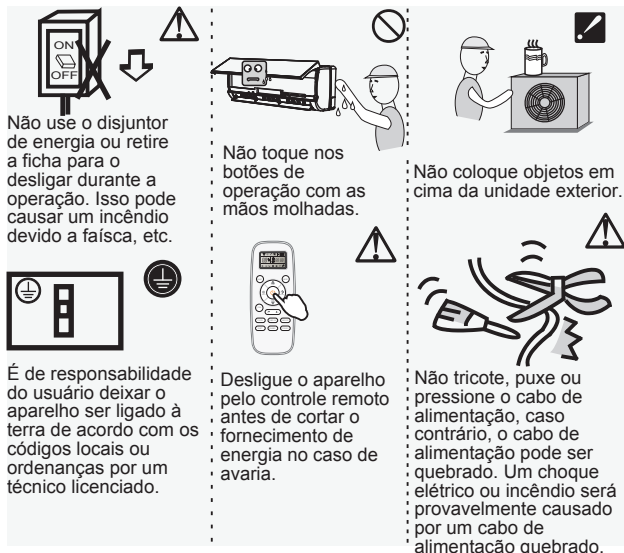 ON
OFF
Não use o disjuntor
de energia ou retire
a ficha para o
desligar durante a
operação. Isso pode
causar um incêndio
devido a faísca, etc.
Não toque nos
botões de
operação com as
mãos molhadas.
Não coloque objetos em
cima da unidade exterior.
É de responsabilidade
do usuário deixar o
aparelho ser ligado à
terra de acordo com os
códigos locais ou
ordenanças por um
técnico licenciado.
Desligue o aparelho
pelo controle remoto
antes de cortar o
fornecimento de
energia no caso de
avaria.
Não tricote, puxe ou
pressione o cabo de
alimentação, caso
contrário, o cabo de
alimentação pode ser
quebrado. Um choque
elétrico ou incêndio será
provavelmente causado
por um cabo de
alimentação quebrado.